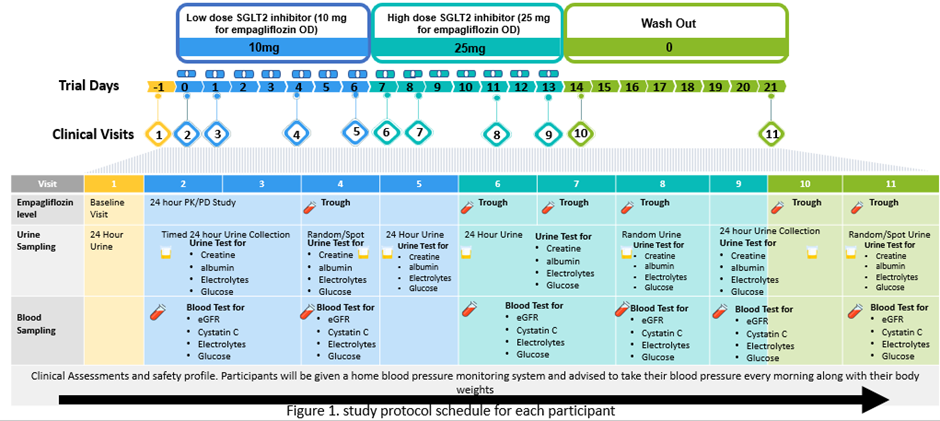 Low dose SGLT2 inhibitor (10 mg
for empagliflozin OD)
10mg
High dose SGLT2 inhibitor (25 mg
for empagliflozin OD)
25mg
Wash Out
0
Trial Days -1 0 1 2 3 4 5 6 7 8 9 10 11 12 13 14 15 16 17 18 19 20 21
Clinical Visits 1 2 3 4 5 6 7 8 9 10 11
Visit 1 2 3 4 5 6 7 8 9 10 11
Empagliflozin
level
Baseline
Visit
24 hour PK/PD Study
Trough
Trough
Trough
Trough
Trough
Trough
Urine
Sampling
24 Hour
Urine
Timed 24 hour Urine Collection
Urine Test for
• Creatine
• albumin
• Electrolytes
• Glucose
Random/Spot
Urine Test for
• Creatine
• albumin
• Electrolytes
• Glucose
24 Hour Urine
Urine Test for
• Creatine
• albumin
• Electrolytes
• Glucose
24 Hour Urine
Urine Test for
• Creatine
• albumin
• Electrolytes
• Glucose
Random Urine
Urine Test for
• Creatine
• albumin
• Electrolytes
• Glucose
24 hour Urine Collection
Urine Test for
• Creatine
• albumin
• Electrolytes
• Glucose
Random/Spot Urine
Urine Test for
• Creatine
• albumin
• Electrolytes
• Glucose
Blood
Sampling
Blood Test for
• eGFR
• Cystatin C
• Electrolytes
• Glucose
Blood Test for
• eGFR
• Cystatin C
• Electrolytes
• Glucose
Blood Test for
• eGFR
• Cystatin C
• Electrolytes
• Glucose
Blood Test for
• eGFR
• Cystatin C
• Electrolytes
• Glucose
Blood Test for
• eGFR
• Cystatin C
• Electrolytes
• Glucose
Blood Test for
• eGFR
• Cystatin C
• Electrolytes
• Glucose
Clinical Assessments and safety profile. Participants will be given a home blood pressure monitoring system and advised to take their blood pressure every morning along with their body
weights
Figure 1. study protocol schedule for each participant